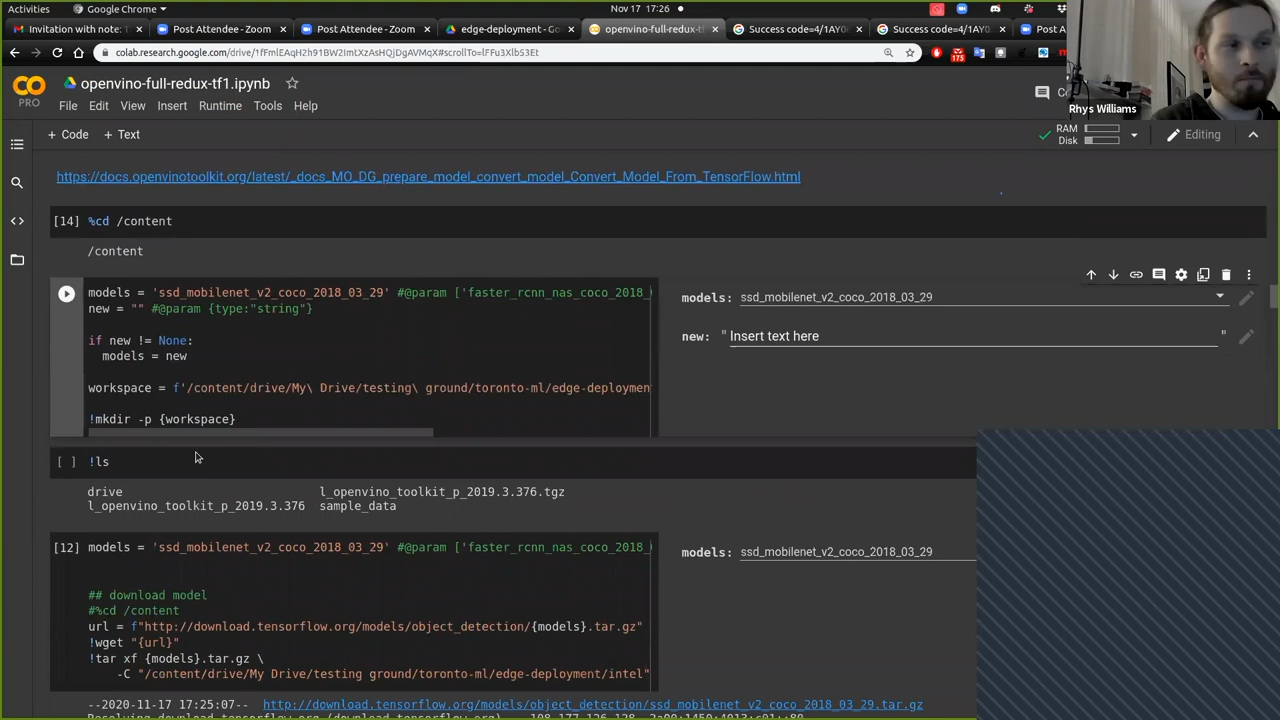 Activities
Google Chrome
Nov 17 17:26
Invitation with note:
Post Attendee - Zoom
Post Attendee - Zoom
edge-deployment - Goo
openvino-full-redux-tf1.i
Success code=4/1AY0e
Success code=4/1AY0
Post A
colab.research.google.com/drive/1fFmlEAqH2h91BW2ImtXzAsHQjDgAVMqX#scrollTo=lFFu3Xlb53Et
175
PRO
openvino-full-redux-tf1.ipynb
File Edit View Insert Runtime Tools Help
Rhys Williams
+ Code + Text
RAM
Disk
Editing
https://docs.openvinotoolkit.org/latest/_docs_MO_DG_prepare_model_convert_model_Convert_Model_From_TensorFlow.html
[14] %cd /content
/content
models = 'ssd_mobilenet_v2_coco_2018_03_29' #@param ['faster_rcnn_nas_coco_2018_
new = "" #@param {type:"string"}
if new != None:
models = new
workspace = f'/content/drive/My\ Drive/testing\ ground/toronto-ml/edge-deploymen
!mkdir -p {workspace}
models: ssd_mobilenet_v2_coco_2018_03_29
new: " Insert text here "
[ ] !ls
drive l_openvino_toolkit_p_2019.3.376.tgz
l_openvino_toolkit_p_2019.3.376 sample_data
[12] models = 'ssd_mobilenet_v2_coco_2018_03_29' #@param ['faster_rcnn_nas_coco_2018_
models: ssd_mobilenet_v2_coco_2018_03_29
## download model
#%cd /content
url = f"http://download.tensorflow.org/models/object_detection/{models}.tar.gz"
!wget "{url}"
!tar xf {models}.tar.gz \
-C "/content/drive/My Drive/testing ground/toronto-ml/edge-deployment/intel"
--2020-11-17 17:25:07-- http://download.tensorflow.org/models/object_detection/ssd_mobilenet_v2_coco_2018_03_29.tar.gz